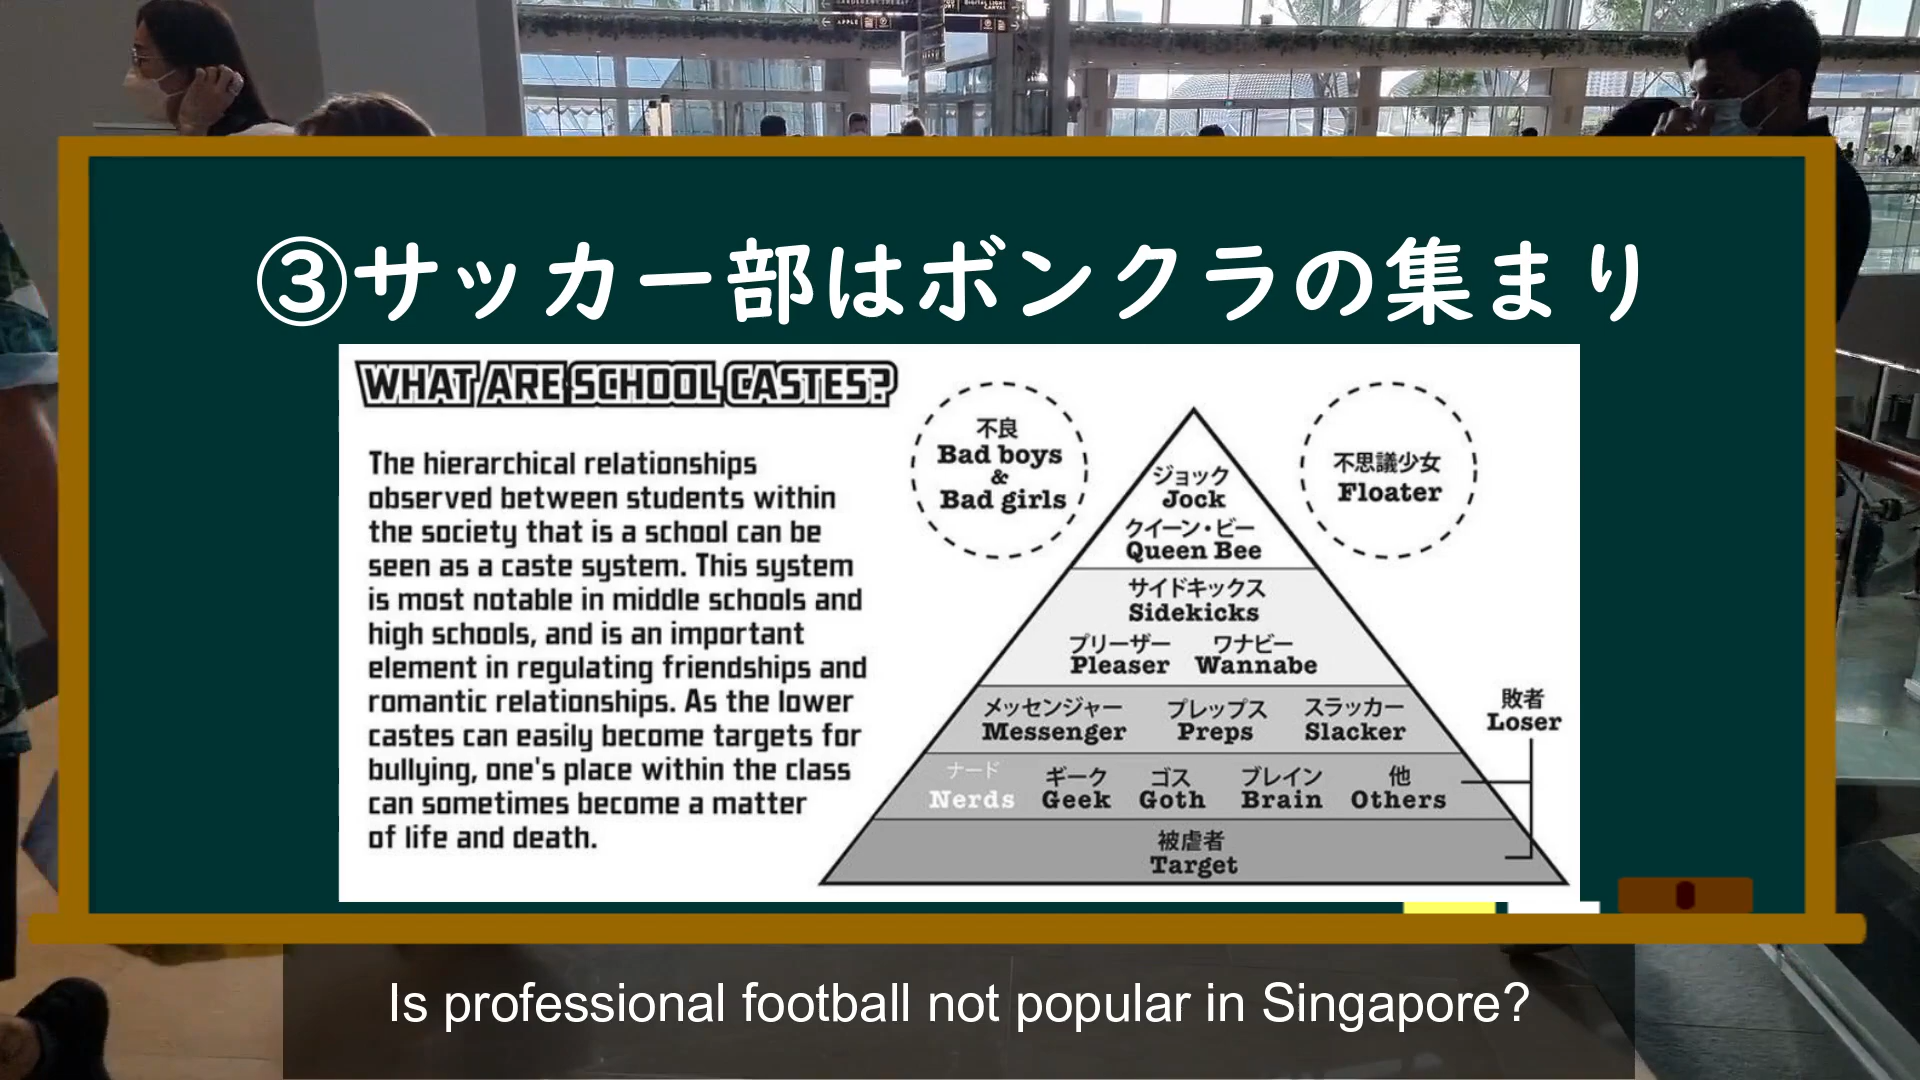 APPLE
③サッカー部はボンクラの集まり
WHAT ARE SCHOOL CASTES?
The hierarchical relationships
observed between students within
the society that is a school can be
seen as a caste system. This system
is most notable in middle schools and
high schools, and is an important
element in regulating friendships and
romantic relationships. As the lower
castes can easily become targets for
bullying, one's place within the class
can sometimes become a matter
of life and death.
不良
Bad boys
&
Bad girls
ジョック
Jock
クイーン・ビー
Queen Bee
不思議少女
Floater
サイドキックス
Sidekicks
プリーザー ワナビー
Pleaser Wannabe
メッセンジャー プレップス スラッカー
Messenger Preps Slacker
敗者
Loser
ナード ギーク ゴス ブレイン 他
Nerds Geek Goth Brain Others
被虐者
Target
Is professional football not popular in Singapore?